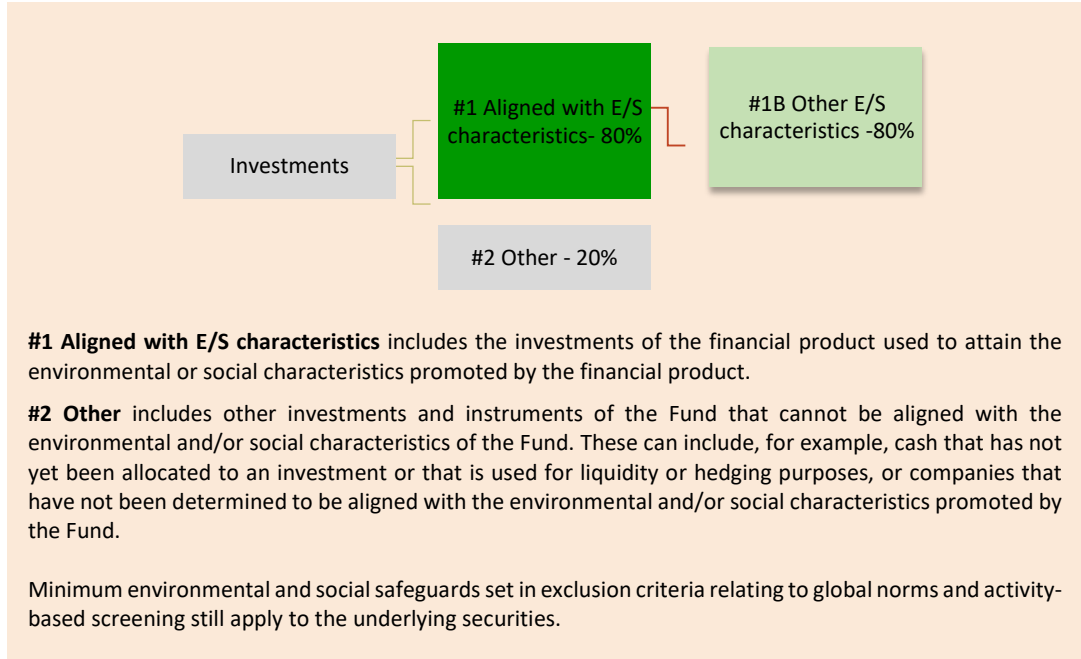 #1 Aligned with E/S
characteristics- 80%
#1B Other E/S
characteristics -80%
Investments
#2 Other - 20%
#1 Aligned with E/S characteristics includes the investments of the financial product used to attain the
environmental or social characteristics promoted by the financial product.
#2 Other includes other investments and instruments of the Fund that cannot be aligned with the
environmental and/or social characteristics of the Fund. These can include, for example, cash that has not
yet been allocated to an investment or that is used for liquidity or hedging purposes, or companies that
have not been determined to be aligned with the environmental and/or social characteristics promoted by
the Fund.
Minimum environmental and social safeguards set in exclusion criteria relating to global norms and activity-
based screening still apply to the underlying securities.